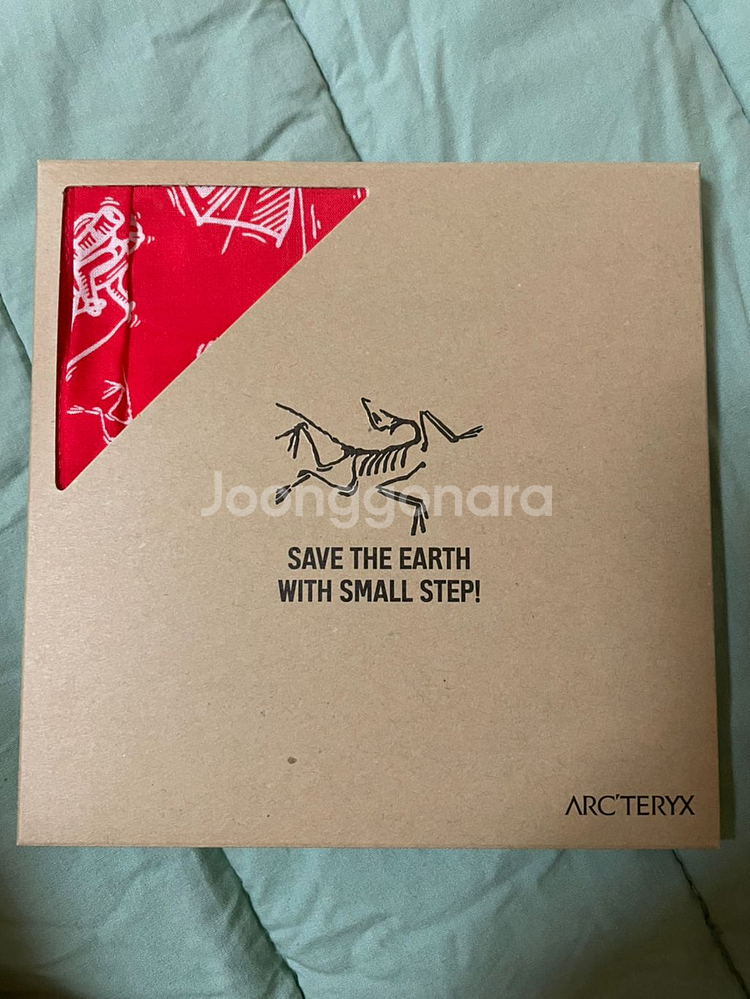 Joonggonara
SAVE THE EARTH
WITH SMALL STEP!
ARC'TERYX